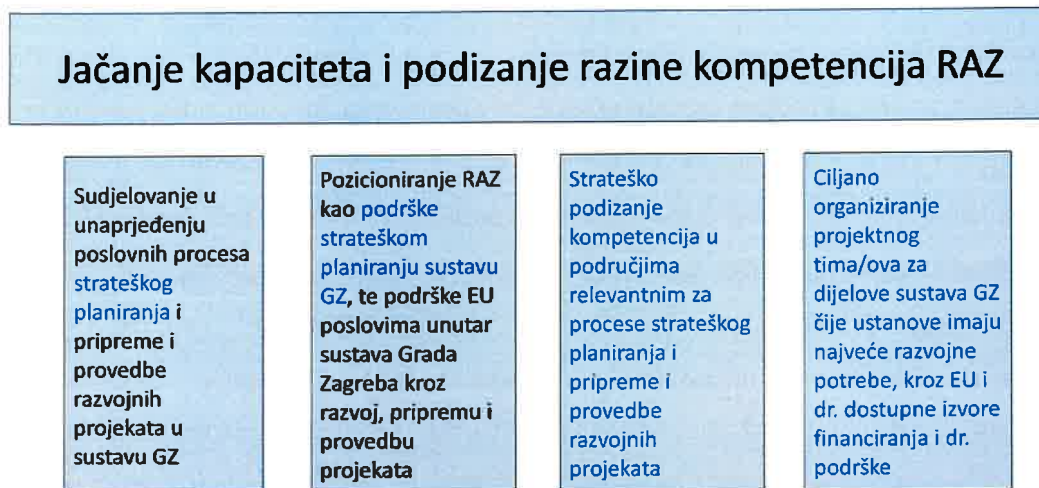 Jačanje kapaciteta i podizanje razine kompetencija RAZ
Sudjelovanje u
unaprjeđenju
poslovnih procesa
strateškog
planiranja i
pripreme i
provedbe
razvojnih
projekata u
sustavu GZ
Pozicioniranje RAZ
kao podrške
strateškom
planiranju sustavu
GZ, te podrške EU
poslovima unutar
sustava Grada
Zagreba kroz
razvoj, pripremu i
provedbu
projekata
Strateško
podizanje
kompetencija u
područjima
relevantnim za
procese strateškog
planiranja i
pripreme i
provedbe
razvojnih
projekata
Ciljano
organiziranje
projektnog
tima/ova za
dijelove sustava GZ
čije ustanove imaju
najveće razvojne
potrebe, kroz EU i
dr. dostupne izvore
financiranja i dr.
podrške